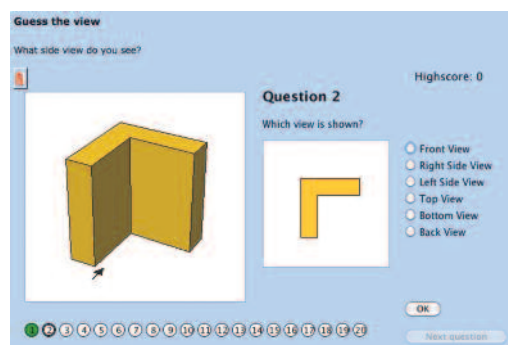 Guess the view
What side view do you see?
Highscore: 0
Question 2
Which view is shown?
Front View
Right Side View
Left Side View
Top View
Bottom View
Back View
OK
1 2 3 4 5 6 7 8 9 10 11 12 13 14 15 16 17 18 19 20
Next question